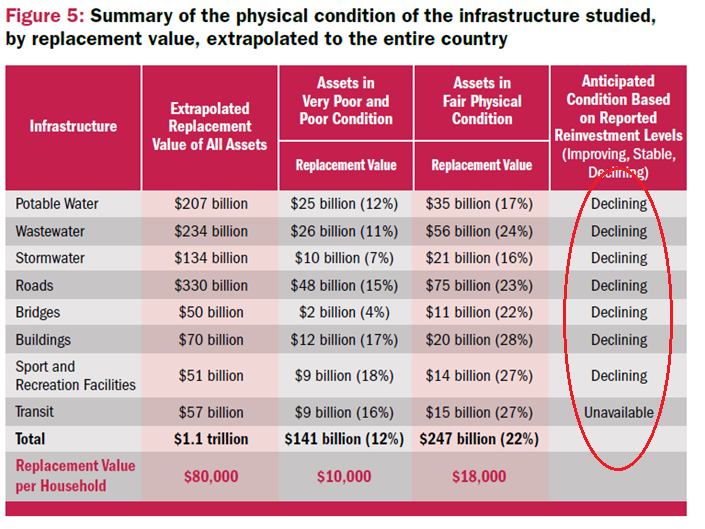 Figure 5: Summary of the physical condition of the infrastructure studied,
by replacement value, extrapolated to the entire country
Infrastructure
Extrapolated
Replacement
Value of All Assets
Assets in
Very Poor and
Poor Condition
Replacement Value
Assets in
Fair Physical
Condition
Replacement Value
Anticipated
Condition Based
on Reported
Reinvestment Levels
(Improving, Stable,
Declining)
Potable Water $207 billion $25 billion (12%) $35 billion (17%) Declining
Wastewater $234 billion $26 billion (11%) $56 billion (24%) Declining
Stormwater $134 billion $10 billion (7%) $21 billion (16%) Declining
Roads $330 billion $48 billion (15%) $75 billion (23%) Declining
Bridges $50 billion $2 billion (4%) $11 billion (22%) Declining
Buildings $70 billion $12 billion (17%) $20 billion (28%) Declining
Sport and
Recreation Facilities $51 billion $9 billion (18%) $14 billion (27%) Declining
Transit $57 billion $9 billion (16%) $15 billion (27%) Unavailable
Total $1.1 trillion $141 billion (12%) $247 billion (22%)
Replacement Value
per Household $80,000 $10,000 $18,000